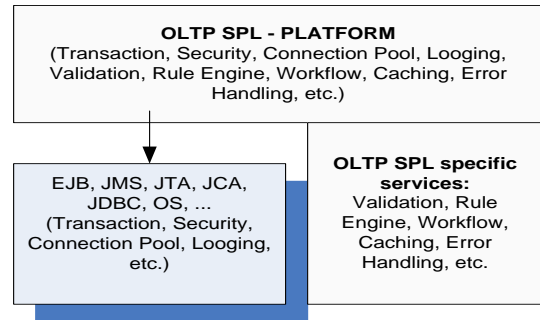 OLTP SPL - PLATFORM
(Transaction, Security, Connection Pool, Looging,
Validation, Rule Engine, Workflow, Caching, Error
Handling, etc.)
EJB, JMS, JTA, JCA,
JDBC, OS, ...
(Transaction, Security,
Connection Pool, Looging,
etc.)
OLTP SPL specific
services:
Validation, Rule
Engine, Workflow,
Caching, Error
Handling, etc.